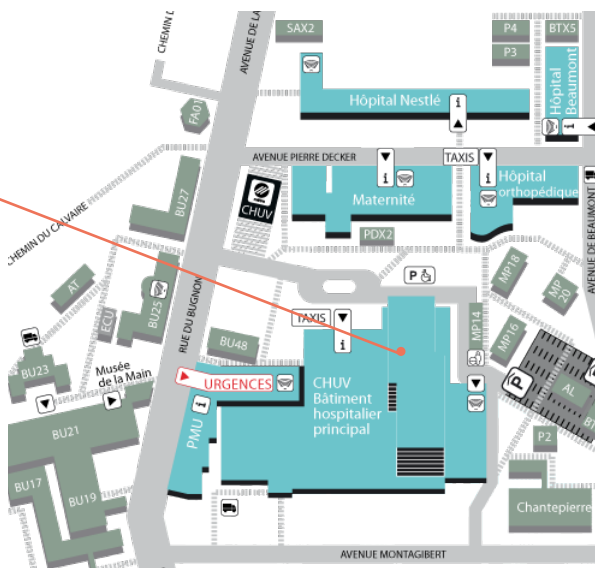 CHEMIN D
AVENUE DE LA
SAX2
P4
BTX5
P3
Hôpital Nestlé
i
Hôpital
Beaumont
i
FA01
AVENUE PIERRE DECKER
TAXIS
i
i
Maternité
Hôpital
orthopédique
BU27
CHUV
PDX2
AVENUE DE BEAUMONT
CHEMIN DU CALVAIRE
P
MP18
MP
20
AT
ECU
BU25
RUE DU BUGNON
TAXIS
i
MP14
MP16
BU48
BU23
Musée
de la Main
URGENCES
CHUV
Bâtiment
hospitalier
principal
P
AL
BT
PMU
i
BU21
P2
BU17
BU19
Chantepierre
AVENUE MONTAGIBERT